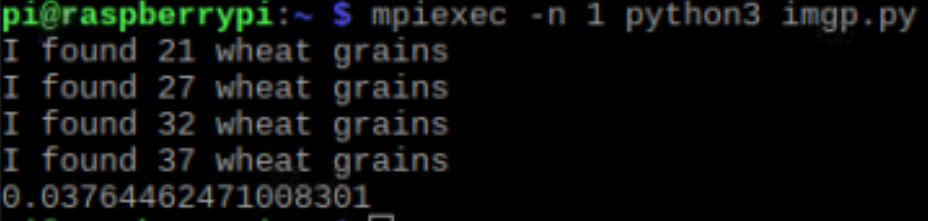 pi@raspberrypi:~ $ mpiexec -n 1 python3 imgp.py
I found 21 wheat grains
I found 27 wheat grains
I found 32 wheat grains
I found 37 wheat grains
0.03764462471008301